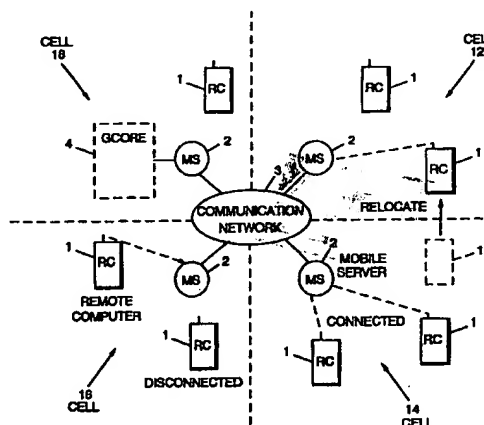 CELL
18
1
RC
4
GCORE
MS
2
CEL
12
RC
1
MS
2
RC
1
3
COMMUNICATION
NETWORK
RELOCATE
1
1
RC
REMOTE
COMPUTER
MS
2
1
RC
DISCONNECTED
16
CELL
2
MS
MOBILE
SERVER
CONNECTED
1
RC
RC
1
14
CELL